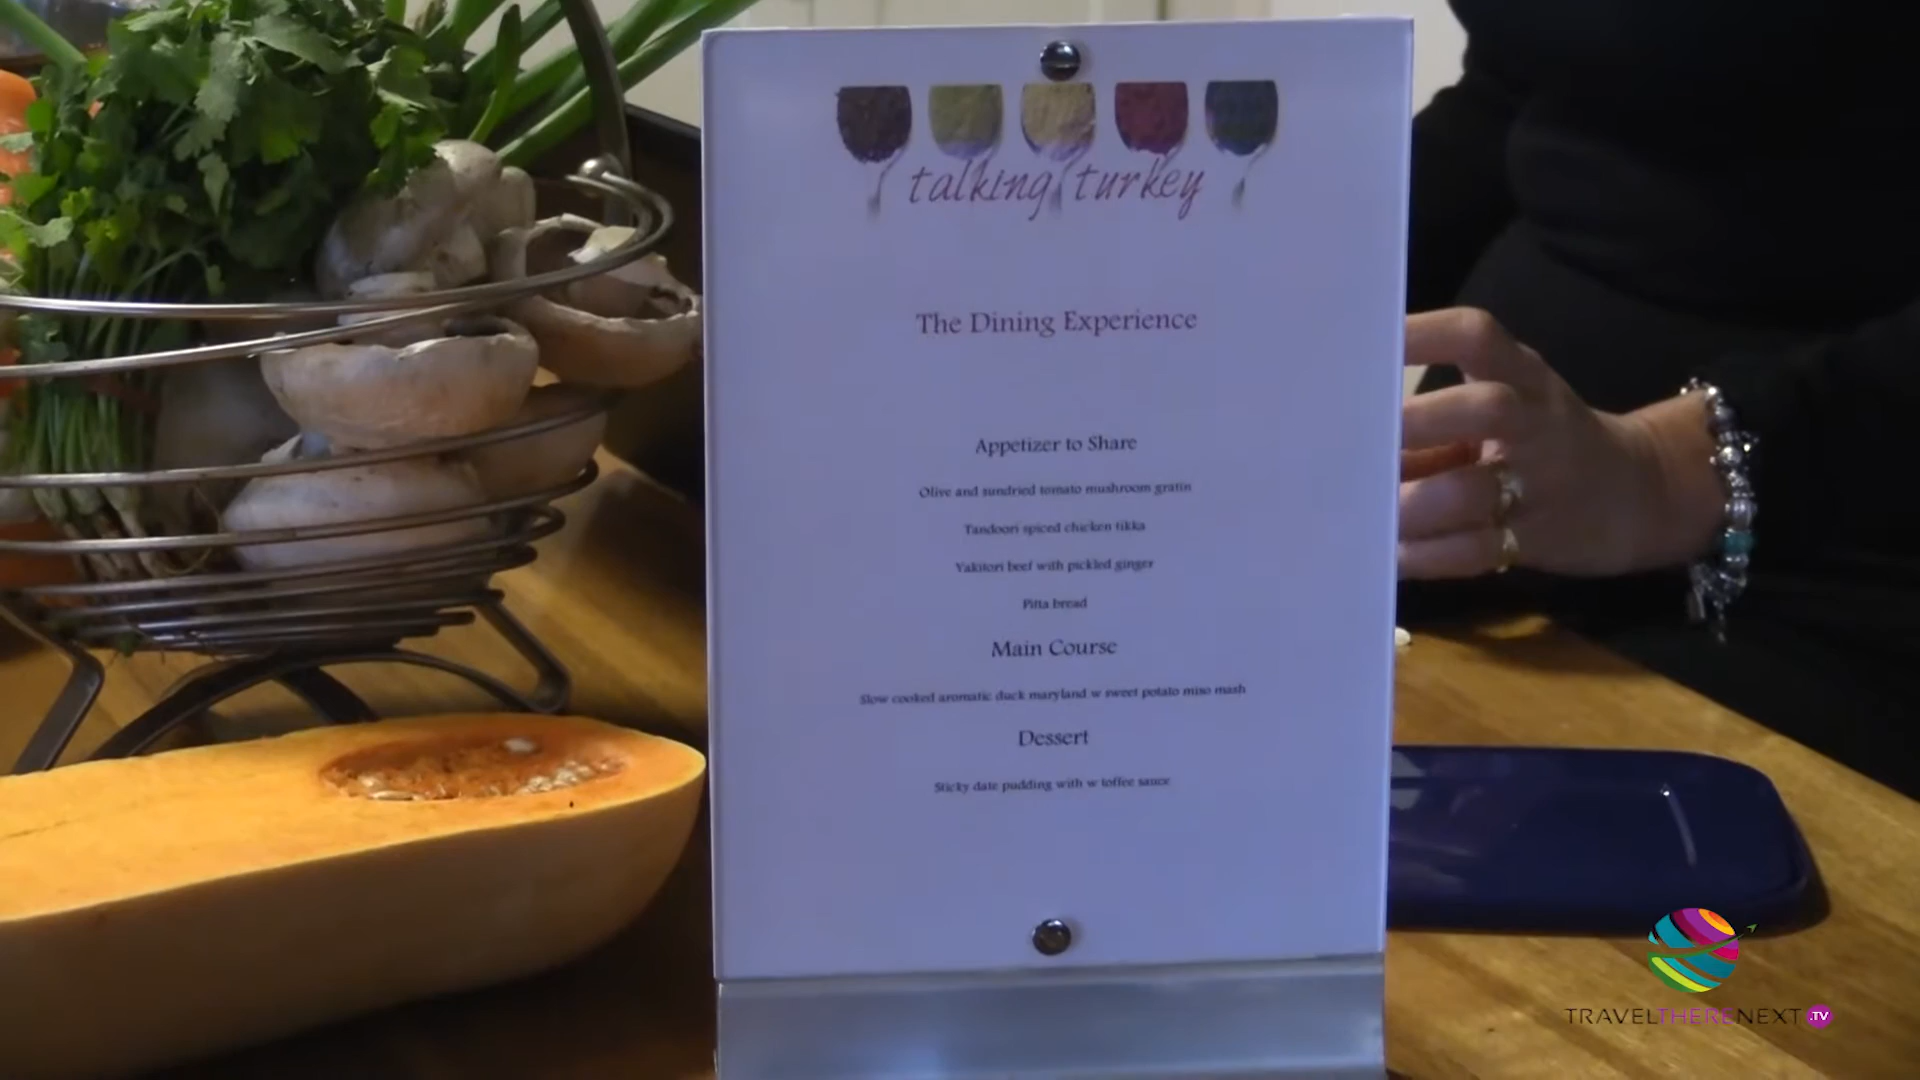 talking turkey
The Dining Experience
Appetizer to Share
Olive and sundried tomato mushroom gratin
Tandoori spiced chicken tikka
Yakitori beef with pickled ginger
Pitta bread
Main Course
Slow cooked aromatic duck maryland w sweet potato miso mash
Dessert
Sticky date pudding with w toffee sauce
TRAVELTHERENEXT.TV